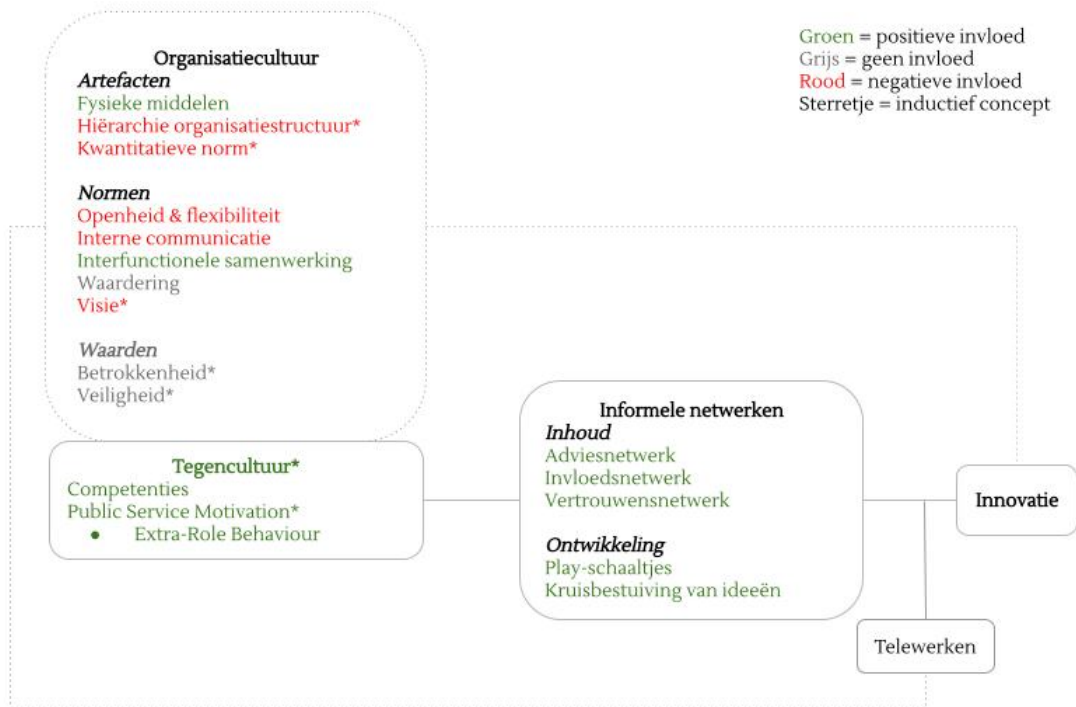 Organisatiecultuur
Artefacten
Fysieke middelen
Hiërarchie organisatiestructuur*
Kwantitatieve norm*
Normen
Openheid & flexibiliteit
Interne communicatie
Interfunctionele samenwerking
Waardering
Visie*
Waarden
Betrokkenheid*
Veiligheid*
Groen = positieve invloed
Grijs = geen invloed
Rood = negatieve invloed
Sterretje = inductief concept
Tegencultuur*
Competenties
Public Service Motivation*
● Extra-Role Behaviour
Informele netwerken
Inhoud
Adviesnetwerk
Invloedsnetwerk
Vertrouwensnetwerk
Ontwikkeling
Play-schaaltjes
Kruisbestuiving van ideeën
Innovatie
Telewerken